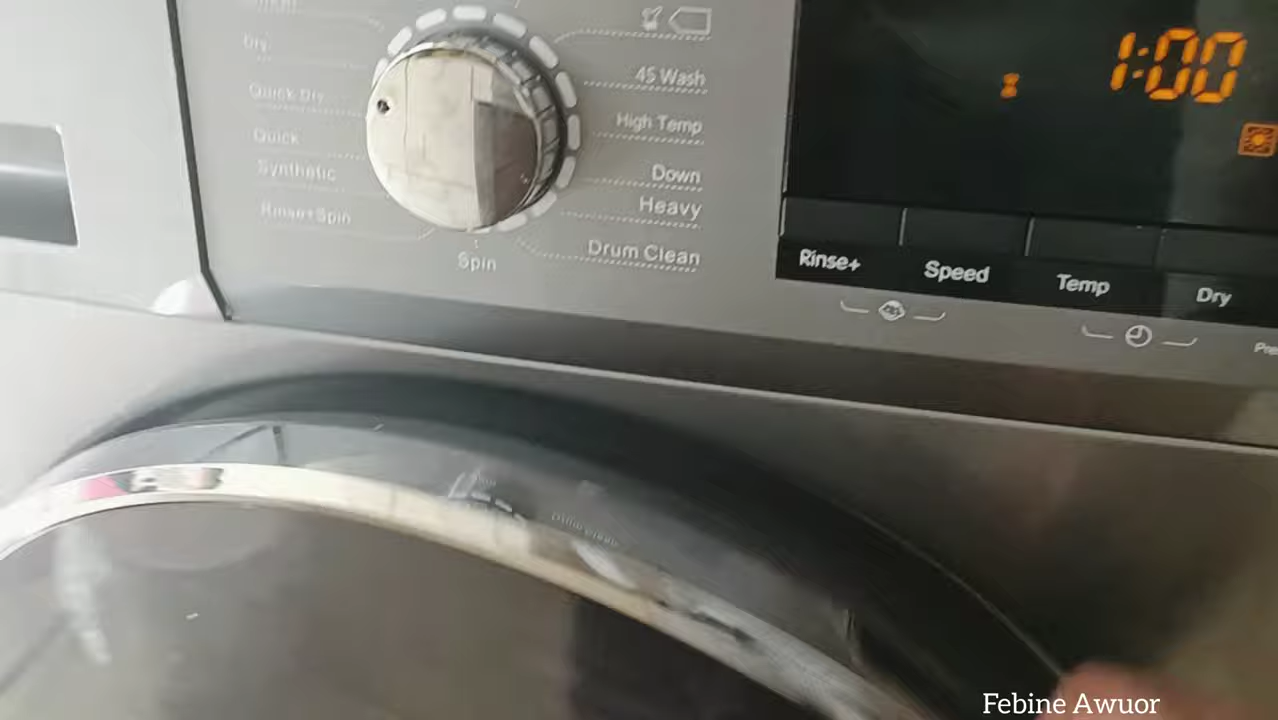 Dry
Quick Dry
Quick
Synthetic
Rinse+Spin
Spin
45 Wash
High Temp
Down
Heavy
Drum Clean
1:00
Rinse+
Speed
Temp
Dry
Febine Awuor